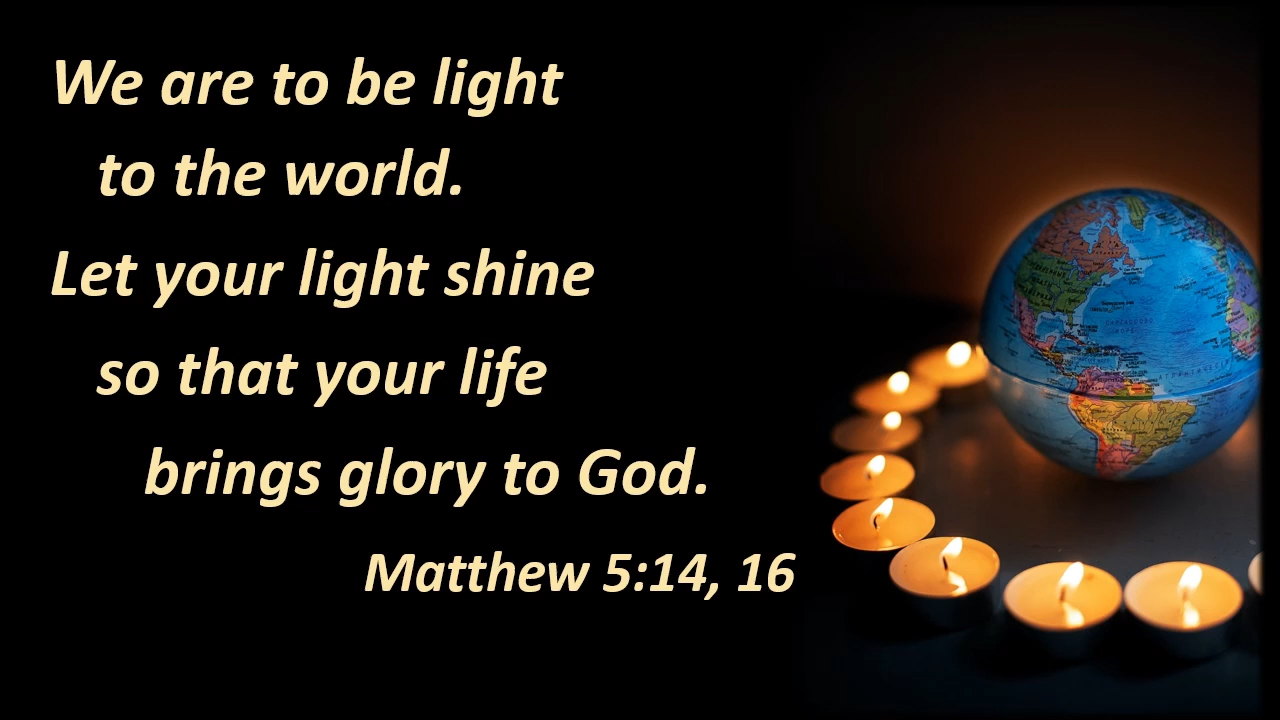 We are to be light
to the world.
Let your light shine
so that your life
brings glory to God.
Matthew 5:14, 16